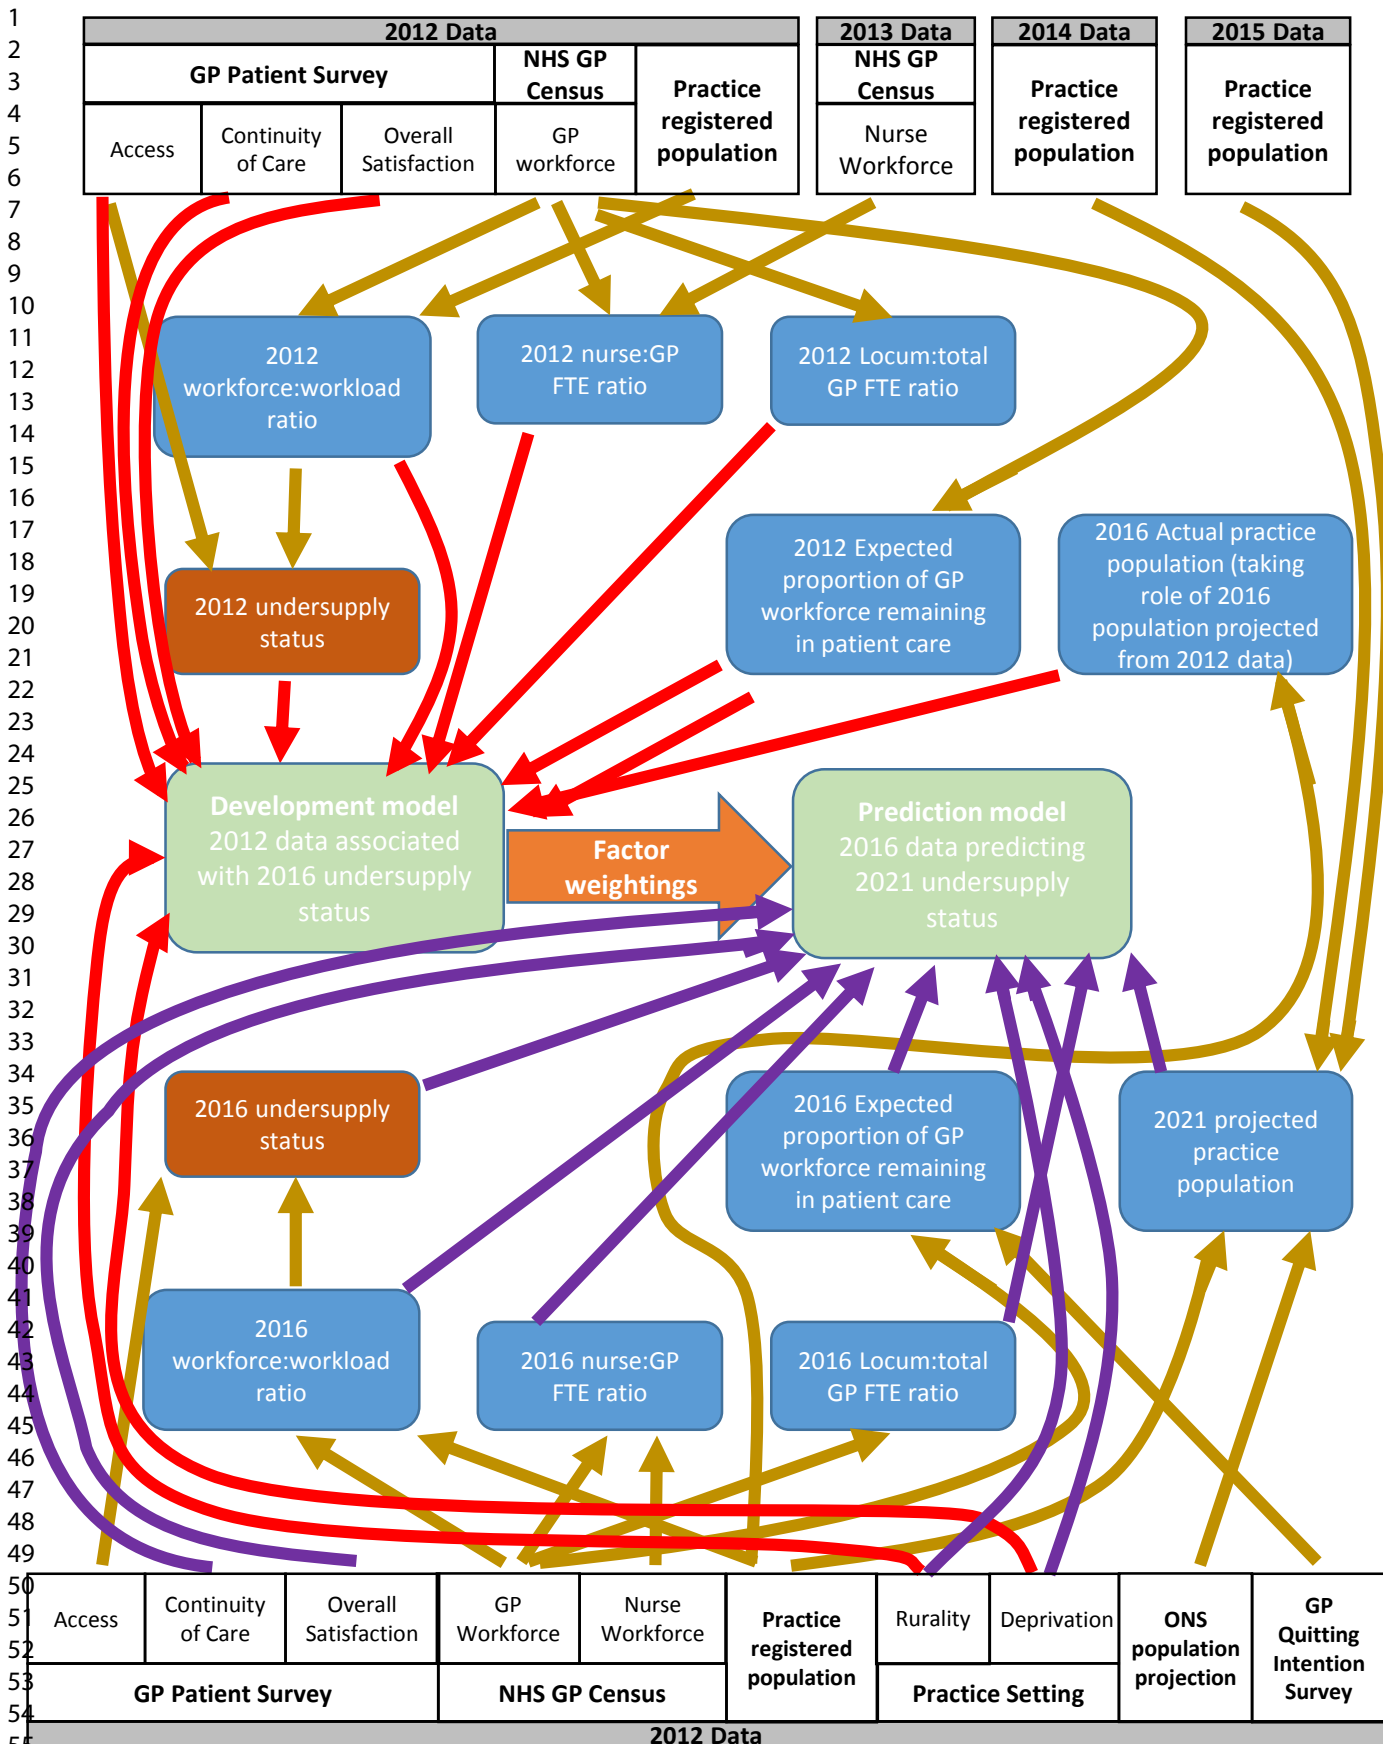 1
2
3
4
5
6
7
8
9
10
11
12
13
14
15
16
17
18
19
20
21
22
23
24
25
26
27
28
29
30
31
32
33
34
35
36
37
38
39
40
41
42
43
44
45
46
47
48
49
50
51
52
53
54
55
2012 Data
GP Patient Survey
NHS GP
Census
Practice
registered
population
Access
Continuity
of Care
Overall
Satisfaction
GP
workforce
2013 Data
NHS GP
Census
Nurse
Workforce
2014 Data
Practice
registered
population
2015 Data
Practice
registered
population
2012
workforce:workload
ratio
2012 nurse:GP
FTE ratio
2012 Locum:total
GP FTE ratio
2012 undersupply
status
2012 Expected
proportion of GP
workforce remaining
in patient care
2016 Actual practice
population (taking
role of 2016
population projected
from 2012 data)
Development model
2012 data associated
with 2016 undersupply
status
Factor
weightings
Prediction model
2016 data predicting
2021 undersupply
status
2016 undersupply
status
2016 Expected
proportion of GP
workforce remaining
in patient care
2021 projected
practice
population
2016
workforce:workload
ratio
2016 nurse:GP
FTE ratio
2016 Locum:total
GP FTE ratio
Access
Continuity
of Care
Overall
Satisfaction
GP
Workforce
Nurse
Workforce
Practice
registered
population
Rurality
Deprivation
ONS
population
projection
GP
Quitting
Intention
Survey
GP Patient Survey
NHS GP Census
Practice Setting
2012 Data